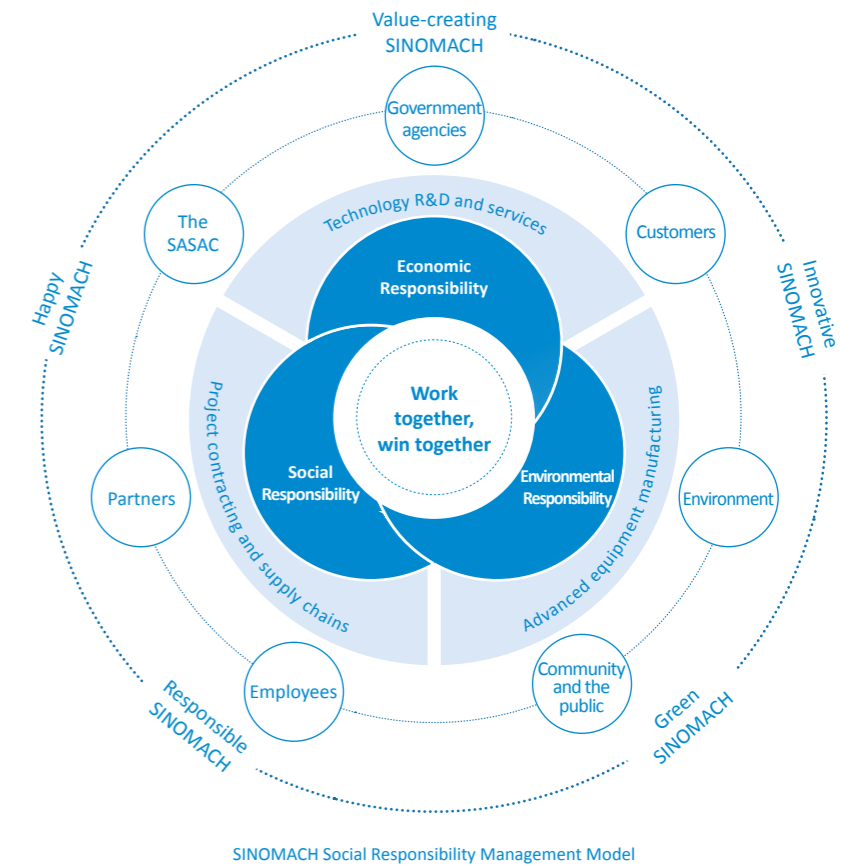 Value-creating
SINOMACH
Government
agencies
The
SASAC
Customers
Technology R&D and services
Happy
SINOMACH
Innovative
SINOMACH
Economic
Responsibility
Work
together,
win together
Social
Responsibility
Environmental
Responsibility
Project contracting and supply chains
Advanced equipment manufacturing
Partners
Environment
Employees
Community
and the
public
Responsible
SINOMACH
Green
SINOMACH
SINOMACH Social Responsibility Management Model